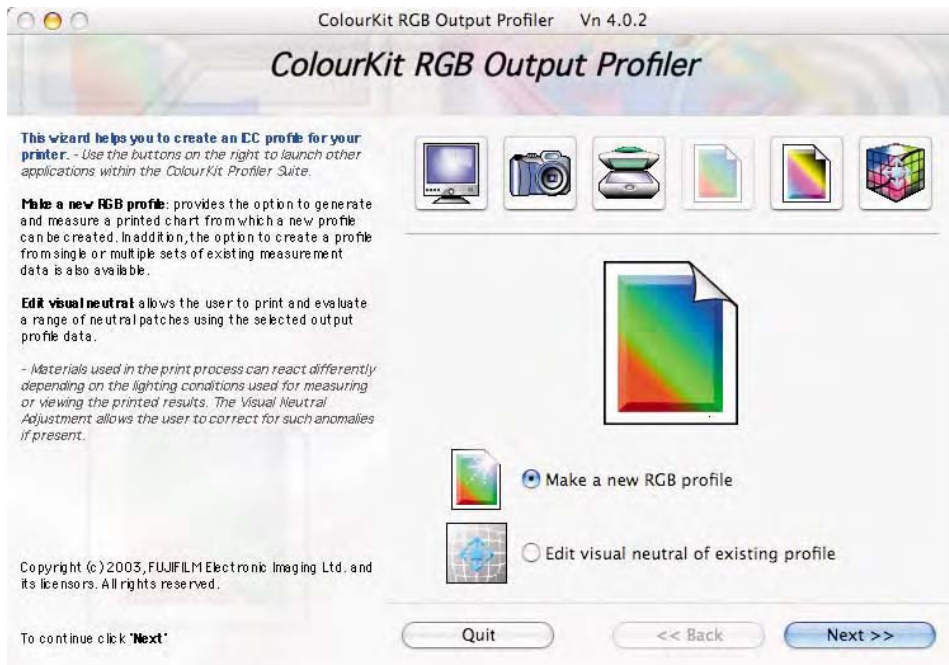 ColourKit RGB Output Profiler Vn 4.0.2
ColourKit RGB Output Profiler
This wizard helps you to create an ICC profile for your
printer. - Use the buttons on the right to launch other
applications within the ColourKit Profiler Suite.
Make a new RGB profile: provides the option to generate
and measure a printed chart from which a new profile
can be created. In addition, the option to create a profile
from single or multiple sets of existing measurement
data is also available.
Edit visual neutral: allows the user to print and evaluate
a range of neutral patches using the selected output
profile data.
- Materials used in the print process can react differently
depending on the lighting conditions used for measuring
or viewing the printed results. The Visual Neutral
Adjustment allows the user to correct for such anomalies
if present.
Make a new RGB profile
Edit visual neutral of existing profile
Copyright (c) 2003, FUJIFILM Electronic Imaging Ltd. and
its licensors. All rights reserved.
To continue click 'Next'
Quit
<< Back
Next >>